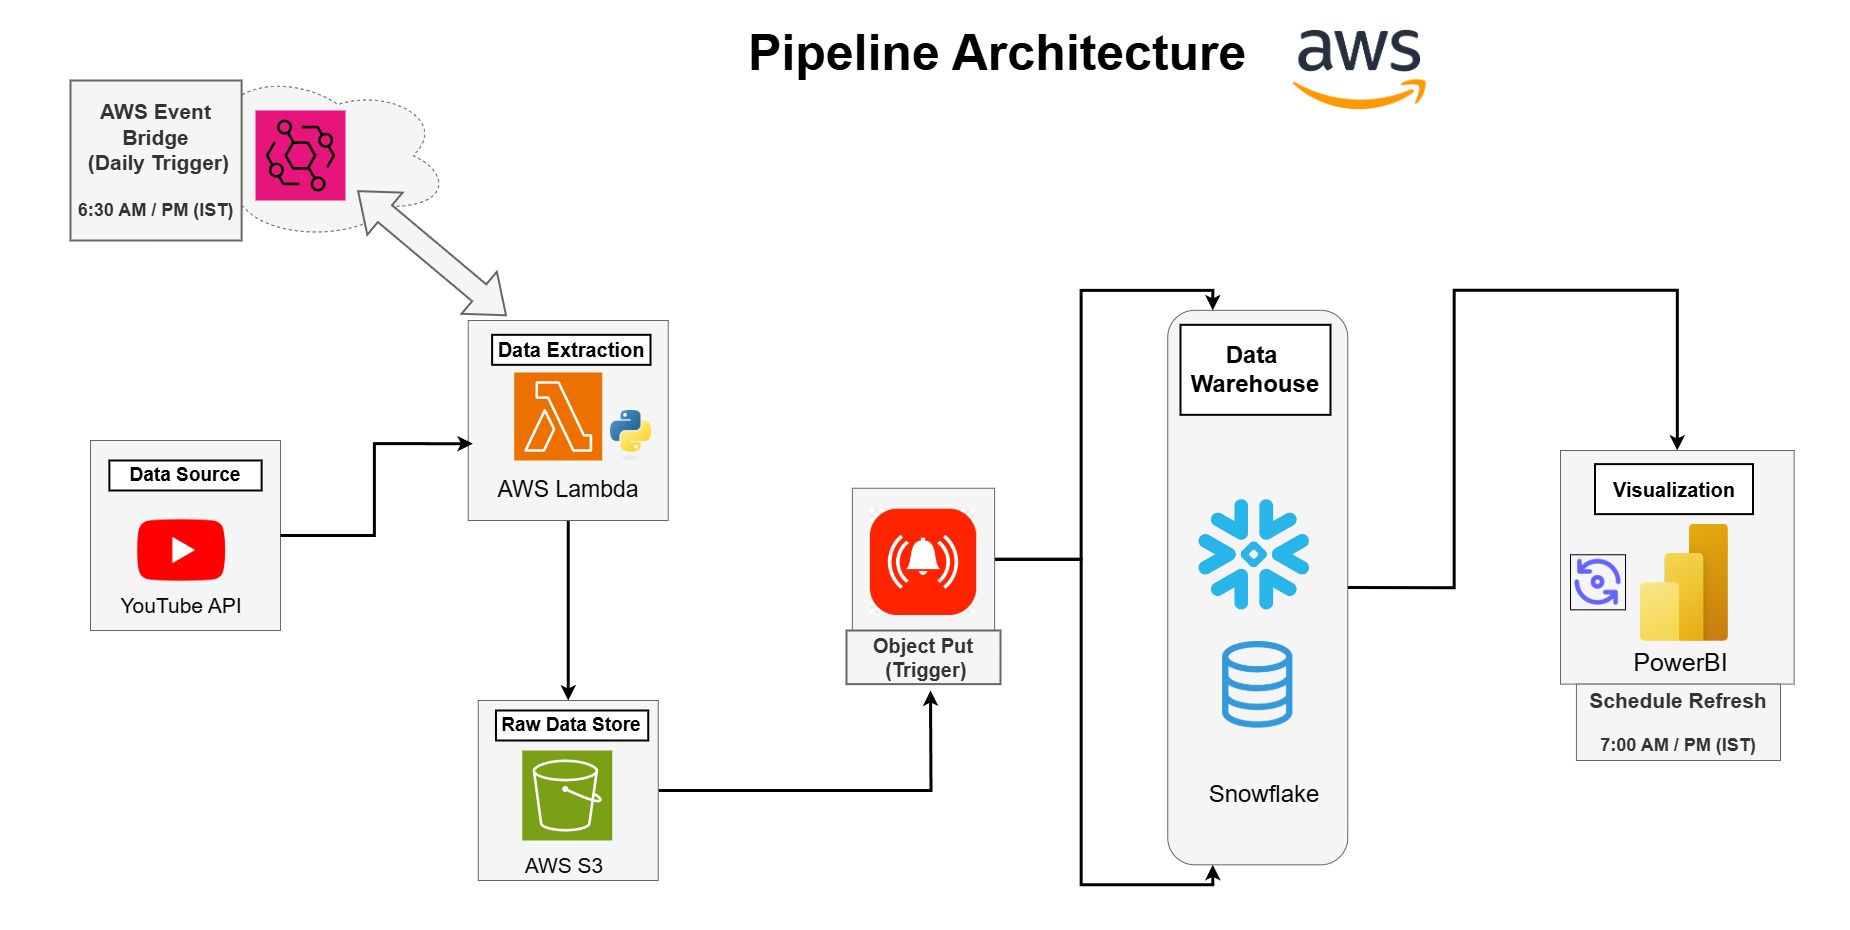 Pipeline Architecture
aws
AWS Event
Bridge
(Daily Trigger)
6:30 AM / PM (IST)
Data Extraction
AWS Lambda
Data Source
YouTube API
Raw Data Store
AWS S3
Object Put
(Trigger)
Data
Warehouse
Snowflake
Visualization
PowerBI
Schedule Refresh
7:00 AM / PM (IST)